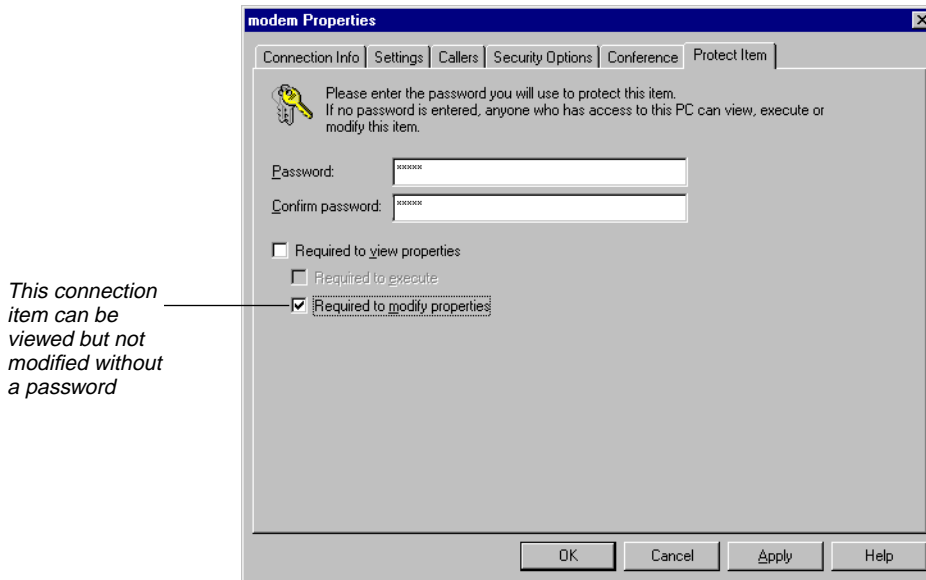 modem Properties
Connection Info Settings Callers Security Options Conference Protect Item
Please enter the password you will use to protect this item.
If no password is entered, anyone who has access to this PC can view, execute or
modify this item.
Password: xxxxx
Confirm password: xxxxx
Required to view properties
Required to execute
Required to modify properties
This connection
item can be
viewed but not
modified without
a password
OK Cancel Apply Help